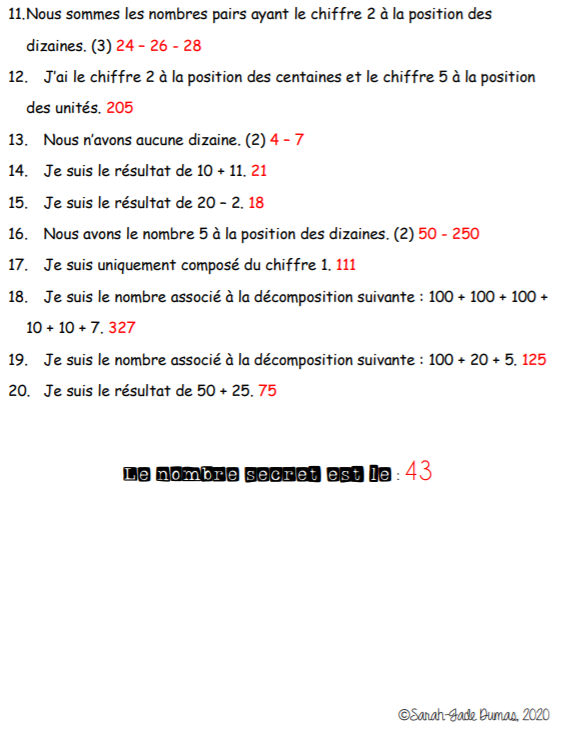 11.Nous sommes les nombres pairs ayant le chiffre 2 à la position des
dizaines. (3) 24 – 26 - 28
12. J'ai le chiffre 2 à la position des centaines et le chiffre 5 à la position
des unités. 205
13. Nous n'avons aucune dizaine. (2) 4 – 7
14. Je suis le résultat de 10 + 11. 21
15. Je suis le résultat de 20 – 2. 18
16. Nous avons le nombre 5 à la position des dizaines. (2) 50 - 250
17. Je suis uniquement composé du chiffre 1. 111
18. Je suis le nombre associé à la décomposition suivante : 100 + 100 + 100 +
10 + 10 + 7. 327
19. Je suis le nombre associé à la décomposition suivante : 100 + 20 + 5. 125
20. Je suis le résultat de 50 + 25. 75
Le nombre secret est le : 43
©Sarah-Jade Dumas, 2020